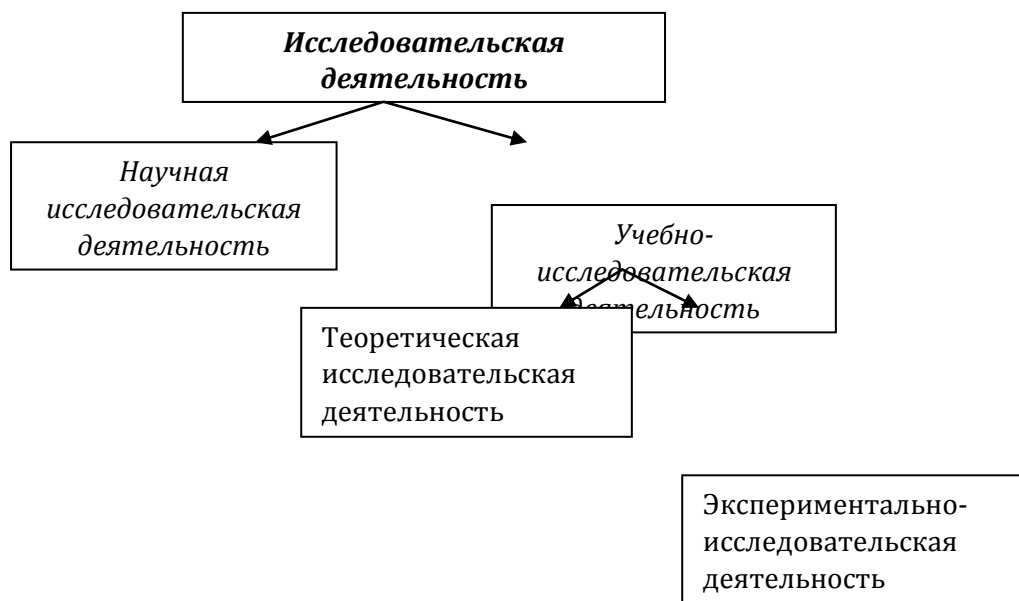 Исследовательская
деятельность
Научная
исследовательская
деятельность
Учебно-
исследовательская
деятельность
Теоретическая
исследовательская
деятельность
Экспериментально-
исследовательская
деятельность